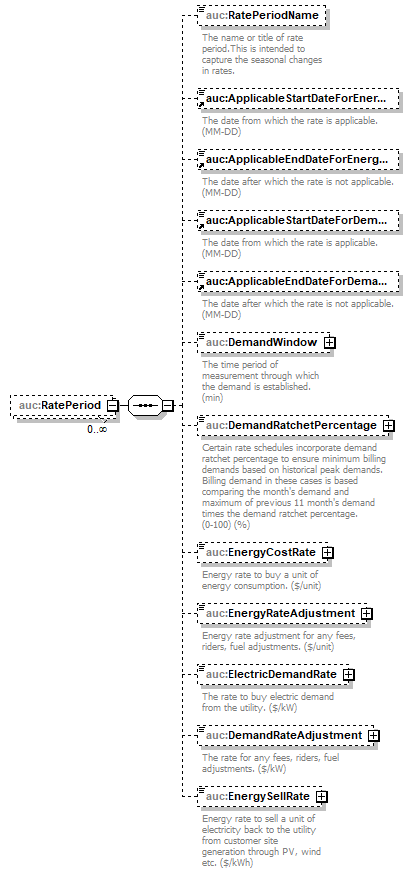 auc:RatePeriodName
The name or title of rate
period.This is intended to
capture the seasonal changes
in rates.
auc:ApplicableStartDateForEner...
The date from which the rate is applicable.
(MM-DD)
auc:ApplicableEndDateForEnerg...
The date after which the rate is not applicable.
(MM-DD)
auc:ApplicableStartDateForDem...
The date from which the rate is applicable.
(MM-DD)
auc:ApplicableEndDateForDema...
The date after which the rate is not applicable.
(MM-DD)
auc:DemandWindow
The time period of
measurement through which
the demand is established.
(min)
auc:RatePeriod
0..∞
auc:DemandRatchetPercentage
Certain rate schedules incorporate demand
ratchet percentage to ensure minimum billing
demands based on historical peak demands.
Billing demand in these cases is based
comparing the month's demand and
maximum of previous 11 month's demand
times the demand ratchet percentage.
(0-100) (%)
auc:EnergyCostRate
Energy rate to buy a unit of
energy consumption. ($/unit)
auc:EnergyRateAdjustment
Energy rate adjustment for any fees,
riders, fuel adjustments. ($/unit)
auc:ElectricDemandRate
The rate to buy electric demand
from the utility. ($/kW)
auc:DemandRateAdjustment
The rate for any fees, riders, fuel
adjustments. ($/kW)
auc:EnergySellRate
Energy rate to sell a unit of
electricity back to the utility
from customer site
generation through PV, wind
etc. ($/kWh)